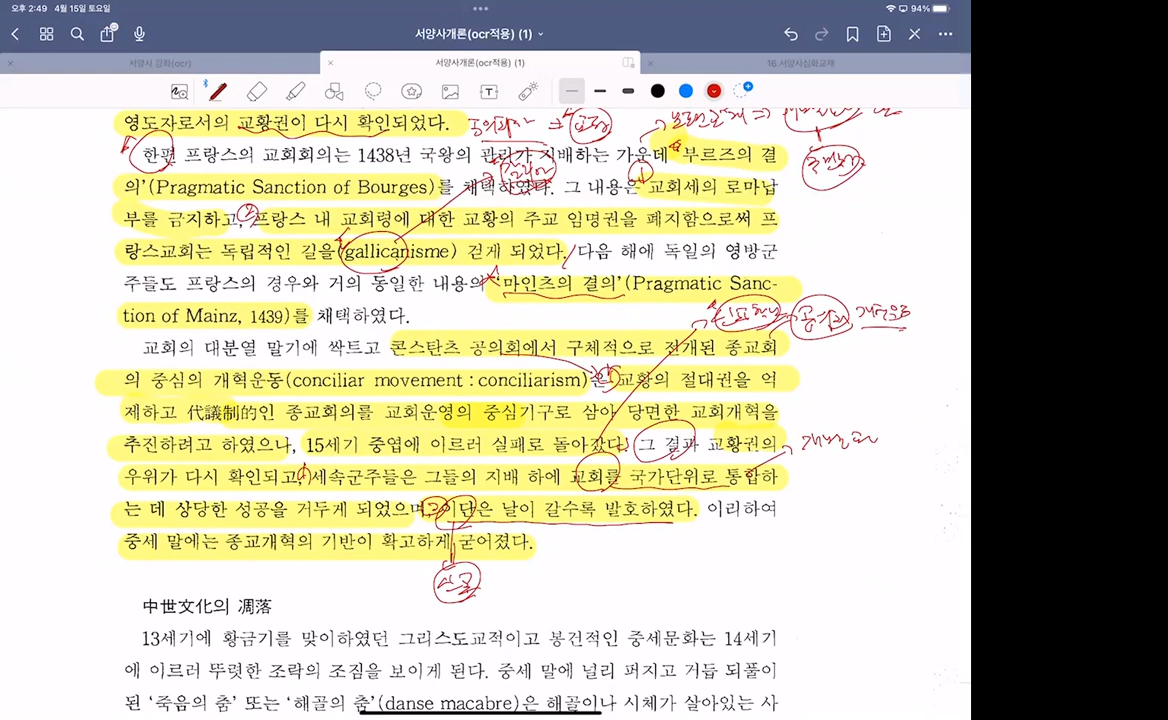 오후 2:49 4월 15일 토요일
94%
서양사개론(ocr적용) (1)
서양사 강화(ocr)
서양사개론(ocr적용) (1)
16.서양사심화교재
영도자로서의 교황권이 다시 확인되었다.
한편 프랑스의 교회회의는 1438년 국왕의 관리가 지배하는 가운데 '부르즈의 결
의'(Pragmatic Sanction of Bourges)를 채택하였다. 그 내용은 교회세의 로마납
부를 금지하고, 프랑스 내 교회령에 대한 교황의 주교 임명권을 폐지함으로써 프
랑스교회는 독립적인 길을(gallicanisme) 걷게 되었다. 다음 해에 독일의 영방군
주들도 프랑스의 경우와 거의 동일한 내용의 '마인츠의 결의'(Pragmatic Sanc-
tion of Mainz, 1439)를 채택하였다.
교회의 대분열 말기에 싹트고 콘스탄츠 공의회에서 구체적으로 전개된 종교회
의 중심의 개혁운동(conciliar movement : conciliarism)은 교황의 절대권을 억
제하고 代議制的인 종교회의를 교회운영의 중심기구로 삼아 당면한 교회개혁을
추진하려고 하였으나, 15세기 중엽에 이르러 실패로 돌아갔다. 그 결과 교황권의
우위가 다시 확인되고, 세속군주들은 그들의 지배 하에 교회를 국가단위로 통합하
는 데 상당한 성공을 거두게 되었으며, 이단은 날이 갈수록 발호하였다. 이리하여
중세 말에는 종교개혁의 기반이 확고하게 굳어졌다.
中世文化의 凋落
13세기에 황금기를 맞이하였던 그리스도교적이고 봉건적인 중세문화는 14세기
에 이르러 뚜렷한 조락의 조짐을 보이게 된다. 중세 말에 널리 퍼지고 거듭 되풀이
된 '죽음의 춤' 또는 '해골의 춤'(danse macabre)은 해골이나 시체가 살아있는 사